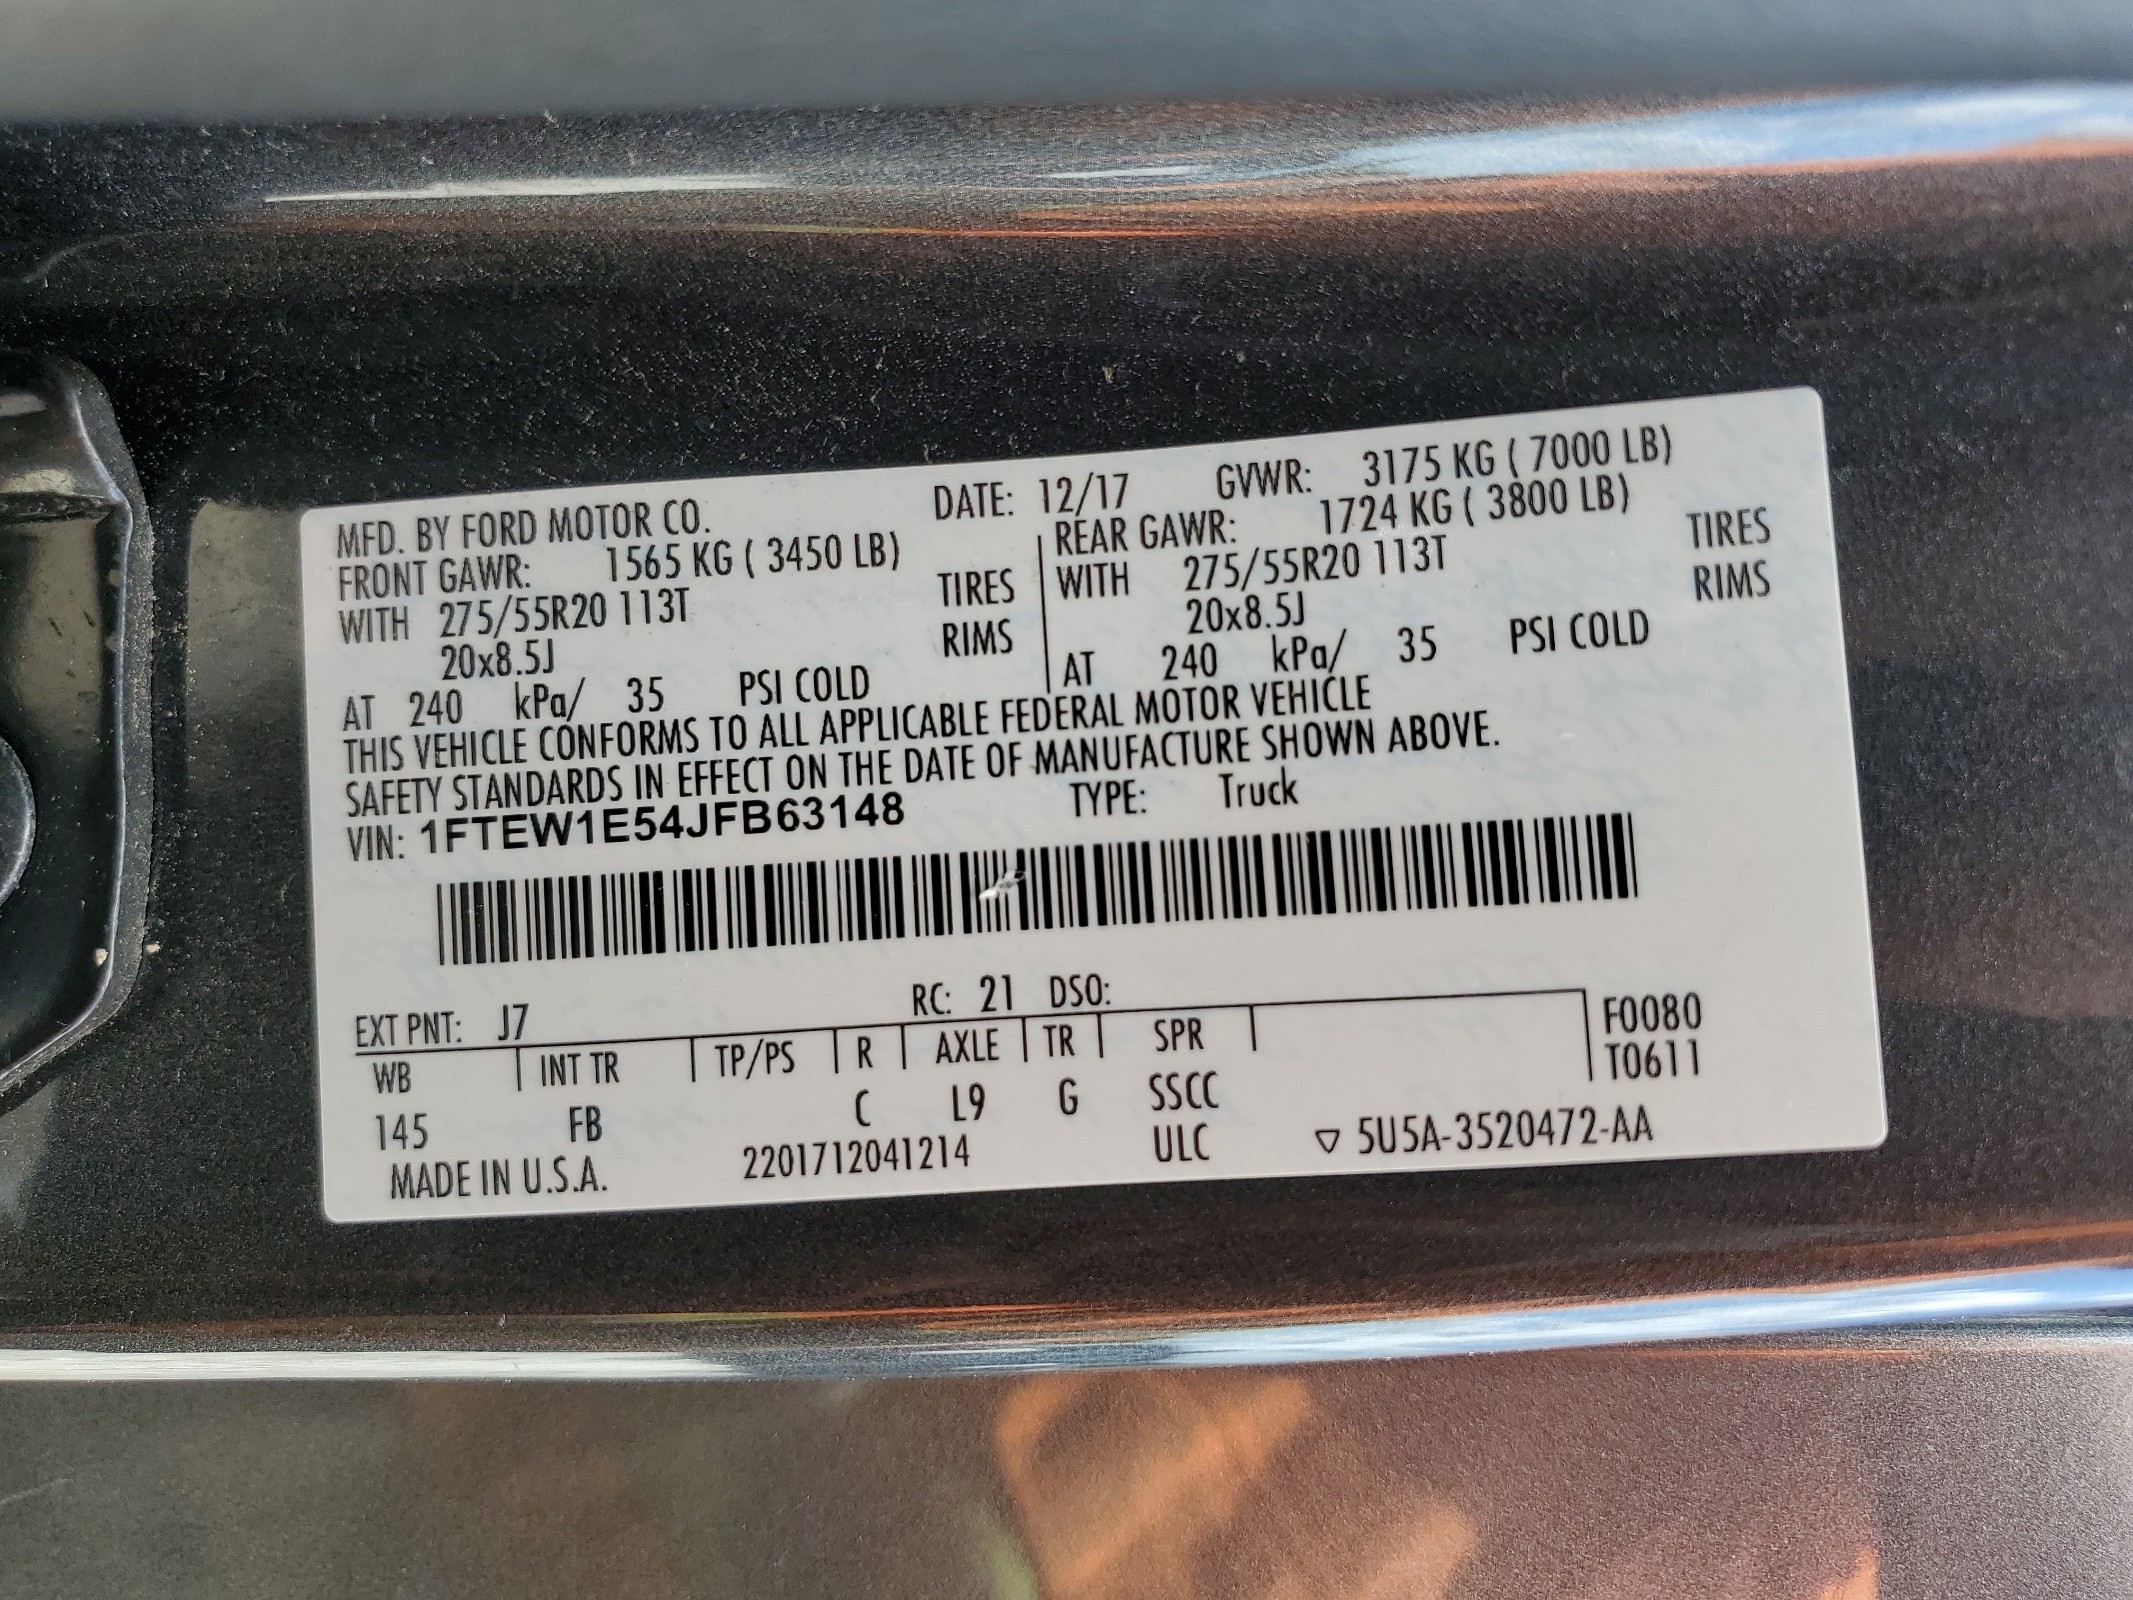 MFD. BY FORD MOTOR CO. DATE: 12/17 GVWR: 3175 KG ( 7000 LB)
FRONT GAWR: 1565 KG ( 3450 LB) REAR GAWR: 1724 KG ( 3800 LB)
WITH 275/55R20 113T TIRES WITH 275/55R20 113T TIRES
20x8.5J RIMS 20x8.5J RIMS
AT 240 kPa/ 35 PSI COLD AT 240 kPa/ 35 PSI COLD
THIS VEHICLE CONFORMS TO ALL APPLICABLE FEDERAL MOTOR VEHICLE
SAFETY STANDARDS IN EFFECT ON THE DATE OF MANUFACTURE SHOWN ABOVE.
VIN: 1FTEW1E54JFB63148 TYPE: Truck
EXT PNT: J7 RC: 21 DSO:
WB INT TR TP/PS R AXLE TR SPR F0080
T0611
145 FB C L9 G SSCC
MADE IN U.S.A. 2201712041214 ULC ▽ 5U5A-3520472-AA